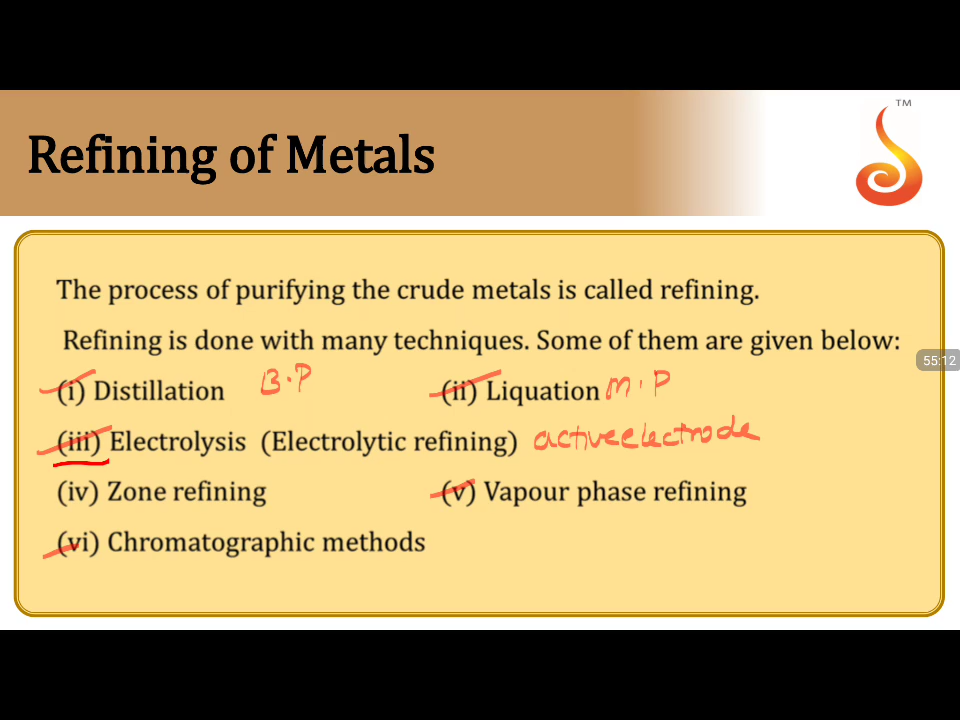 TM
Refining of Metals
The process of purifying the crude metals is called refining.
Refining is done with many techniques. Some of them are given below:
55:12
(i) Distillation B.P (ii) Liquation M.P
(iii) Electrolysis (Electrolytic refining) active electrode
(iv) Zone refining (v) Vapour phase refining
(vi) Chromatographic methods